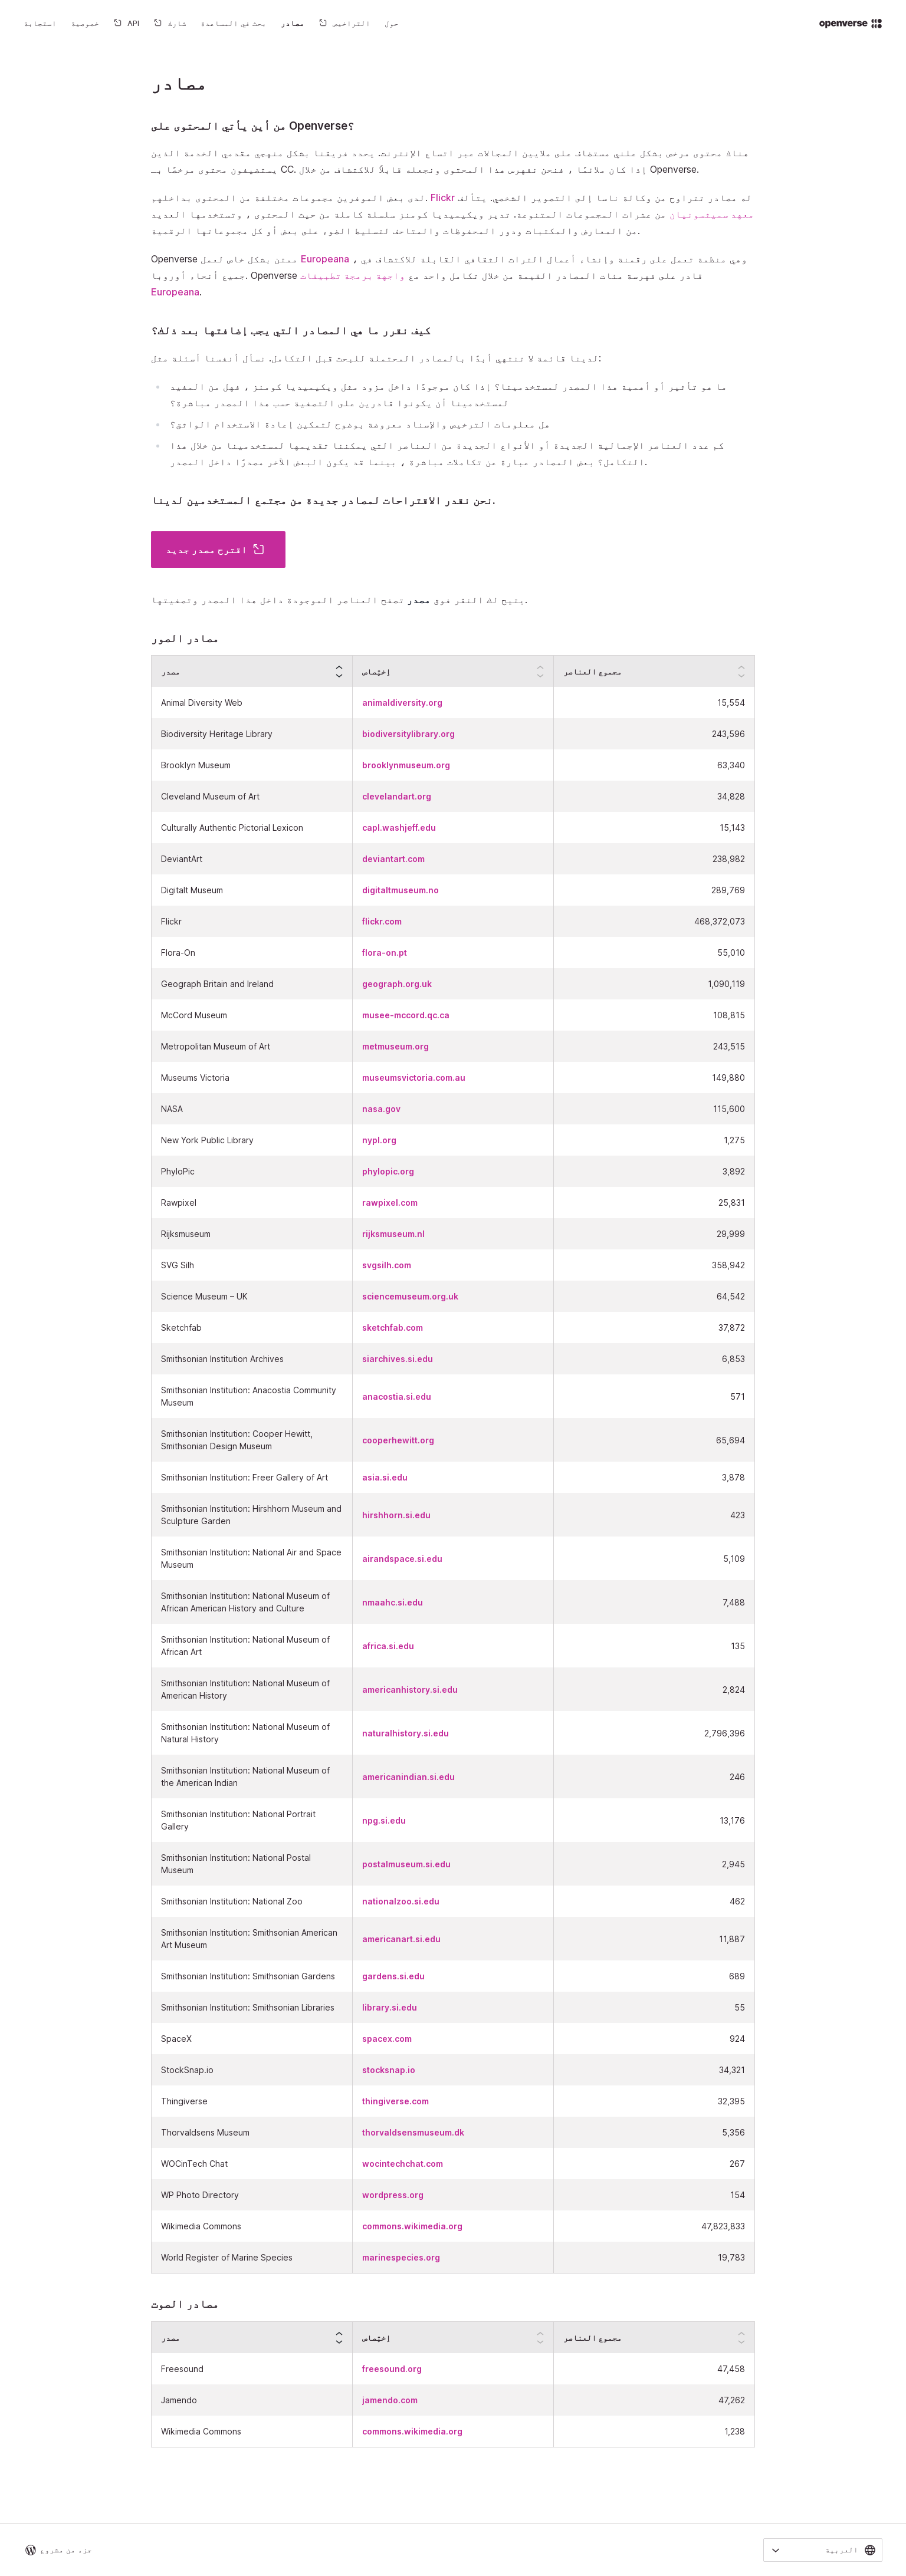 openverse
حول
التراخيص
مصادر
بحث في المساعدة
شارك
API
خصوصية
استجابة
مصادر
من أين يأتي المحتوى على Openverse؟
هناك محتوى مرخص بشكل علني مستضاف على ملايين المجالات عبر اتساع الإنترنت. يحدد فريقنا بشكل منهجي مقدمي الخدمة الذين
يستضيفون محتوى مرخصًا بـ CC. إذا كان ملائمًا ، فنحن نفهرس هذا المحتوى ونجعله قابلاً للاكتشاف من خلال Openverse.
لدى بعض الموفرين مجموعات مختلفة من المحتوى بداخلهم. Flickr له مصادر تتراوح من وكالة ناسا إلى التصوير الشخصي. يتألف
معهد سميثسونيان من عشرات المجموعات المتنوعة. تدير ويكيميديا كومنز سلسلة كاملة من حيث المحتوى ، وتستخدمها العديد
من المعارض والمكتبات ودور المحفوظات والمتاحف لتسليط الضوء على بعض أو كل مجموعاتها الرقمية.
Openverse ممتن بشكل خاص لعمل Europeana ، وهي منظمة تعمل على رقمنة وإنشاء أعمال التراث الثقافي القابلة للاكتشاف في
جميع أنحاء أوروبا. Openverse قادر على فهرسة مئات المصادر القيمة من خلال تكامل واحد مع واجهة برمجة تطبيقات
Europeana.
كيف نقرر ما هي المصادر التي يجب إضافتها بعد ذلك؟
لدينا قائمة لا تنتهي أبدًا بالمصادر المحتملة للبحث قبل التكامل. نسأل أنفسنا أسئلة مثل:
ما هو تأثير أو أهمية هذا المصدر لمستخدمينا؟ إذا كان موجودًا داخل مزود مثل ويكيميديا كومنز ، فهل من المفيد
لمستخدمينا أن يكونوا قادرين على التصفية حسب هذا المصدر مباشرة؟
هل معلومات الترخيص والإسناد معروضة بوضوح لتمكين إعادة الاستخدام الواثق؟
كم عدد العناصر الإجمالية الجديدة أو الأنواع الجديدة من العناصر التي يمكننا تقديمها لمستخدمينا من خلال هذا
التكامل؟ بعض المصادر عبارة عن تكاملات مباشرة ، بينما قد يكون البعض الآخر مصدرًا داخل المصدر.
نحن نقدر الاقتراحات لمصادر جديدة من مجتمع المستخدمين لدينا.
اقترح مصدر جديد
يتيح لك النقر فوق مصدر تصفح العناصر الموجودة داخل هذا المصدر وتصفيتها.
مصادر الصور
مصدر إختِصاص مجموع العناصر
Animal Diversity Web animaldiversity.org 15,554
Biodiversity Heritage Library biodiversitylibrary.org 243,596
Brooklyn Museum brooklynmuseum.org 63,340
Cleveland Museum of Art clevelandart.org 34,828
Culturally Authentic Pictorial Lexicon capl.washjeff.edu 15,143
DeviantArt deviantart.com 238,982
Digitalt Museum digitaltmuseum.no 289,769
Flickr flickr.com 468,372,073
Flora-On flora-on.pt 55,010
Geograph Britain and Ireland geograph.org.uk 1,090,119
McCord Museum musee-mccord.qc.ca 108,815
Metropolitan Museum of Art metmuseum.org 243,515
Museums Victoria museumsvictoria.com.au 149,880
NASA nasa.gov 115,600
New York Public Library nypl.org 1,275
PhyloPic phylopic.org 3,892
Rawpixel rawpixel.com 25,831
Rijksmuseum rijksmuseum.nl 29,999
SVG Silh svgsilh.com 358,942
Science Museum – UK sciencemuseum.org.uk 64,542
Sketchfab sketchfab.com 37,872
Smithsonian Institution Archives siarchives.si.edu 6,853
Smithsonian Institution: Anacostia Community
Museum anacostia.si.edu 571
Smithsonian Institution: Cooper Hewitt,
Smithsonian Design Museum cooperhewitt.org 65,694
Smithsonian Institution: Freer Gallery of Art asia.si.edu 3,878
Smithsonian Institution: Hirshhorn Museum and
Sculpture Garden hirshhorn.si.edu 423
Smithsonian Institution: National Air and Space
Museum airandspace.si.edu 5,109
Smithsonian Institution: National Museum of
African American History and Culture nmaahc.si.edu 7,488
Smithsonian Institution: National Museum of
African Art africa.si.edu 135
Smithsonian Institution: National Museum of
American History americanhistory.si.edu 2,824
Smithsonian Institution: National Museum of
Natural History naturalhistory.si.edu 2,796,396
Smithsonian Institution: National Museum of
the American Indian americanindian.si.edu 246
Smithsonian Institution: National Portrait
Gallery npg.si.edu 13,176
Smithsonian Institution: National Postal
Museum postalmuseum.si.edu 2,945
Smithsonian Institution: National Zoo nationalzoo.si.edu 462
Smithsonian Institution: Smithsonian American
Art Museum americanart.si.edu 11,887
Smithsonian Institution: Smithsonian Gardens gardens.si.edu 689
Smithsonian Institution: Smithsonian Libraries library.si.edu 55
SpaceX spacex.com 924
StockSnap.io stocksnap.io 34,321
Thingiverse thingiverse.com 32,395
Thorvaldsens Museum thorvaldsensmuseum.dk 5,356
WOCinTech Chat wocintechchat.com 267
WP Photo Directory wordpress.org 154
Wikimedia Commons commons.wikimedia.org 47,823,833
World Register of Marine Species marinespecies.org 19,783
مصادر الصوت
مصدر إختِصاص مجموع العناصر
Freesound freesound.org 47,458
Jamendo jamendo.com 47,262
Wikimedia Commons commons.wikimedia.org 1,238
العربية
جزء من مشروع